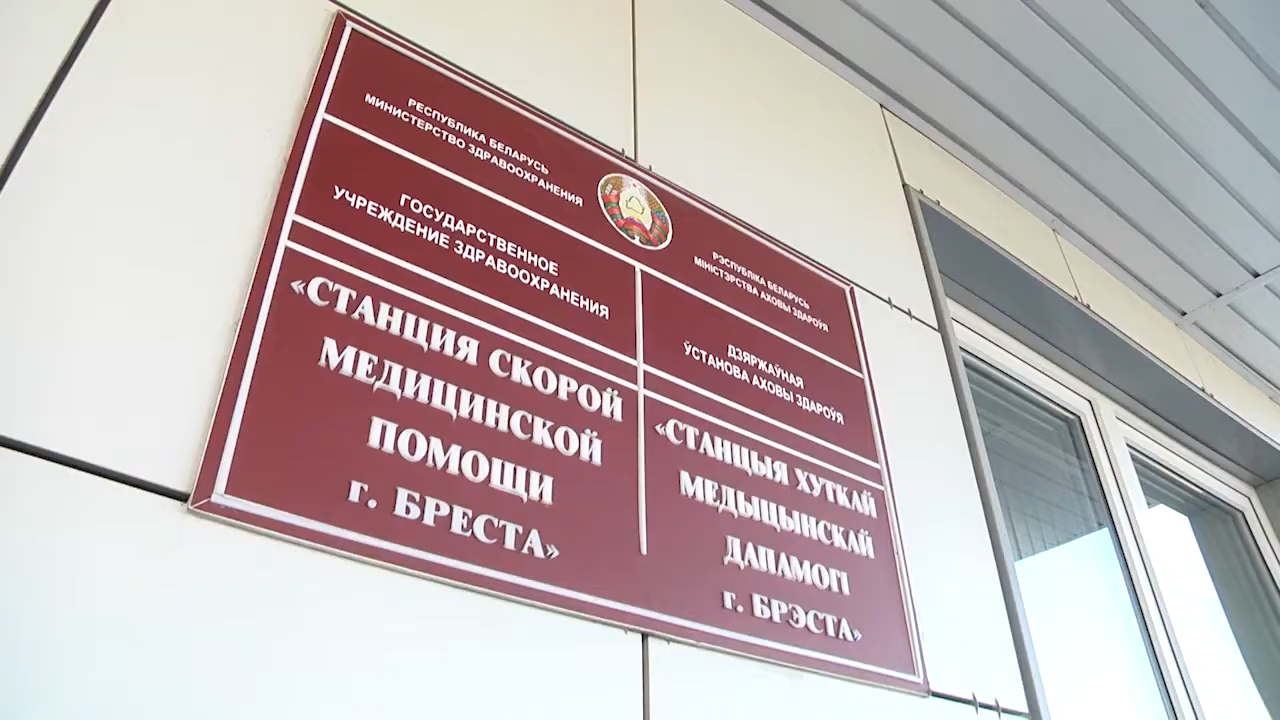 РЕСПУБЛИКА БЕЛАРУСЬ
МИНИСТЕРСТВО ЗДРАВООХРАНЕНИЯ
ГОСУДАРСТВЕННОЕ
УЧРЕЖДЕНИЕ ЗДРАВООХРАНЕНИЯ
«СТАНЦИЯ СКОРОЙ
МЕДИЦИНСКОЙ
ПОМОЩИ
г. БРЕСТА»
РЭСПУБЛІКА БЕЛАРУСЬ
МІНІСТЭРСТВА АХОВЫ ЗДАРОЎЯ
ДЗЯРЖАЎНАЯ
ЎСТАНОВА АХОВЫ ЗДАРОЎЯ
«СТАНЦЫЯ ХУТКАЙ
МЕДЫЦЫНСКАЙ
ДАПАМОГІ
г. БРЭСТА»